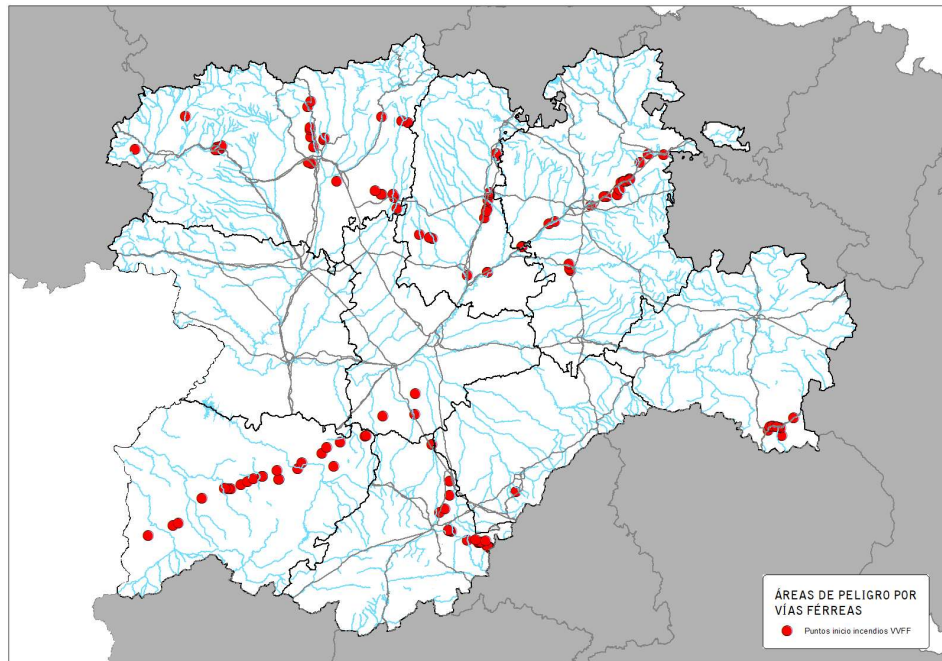 ÁREAS DE PELIGRO POR
VÍAS FÉRREAS
Puntos inicio incendios VVFF